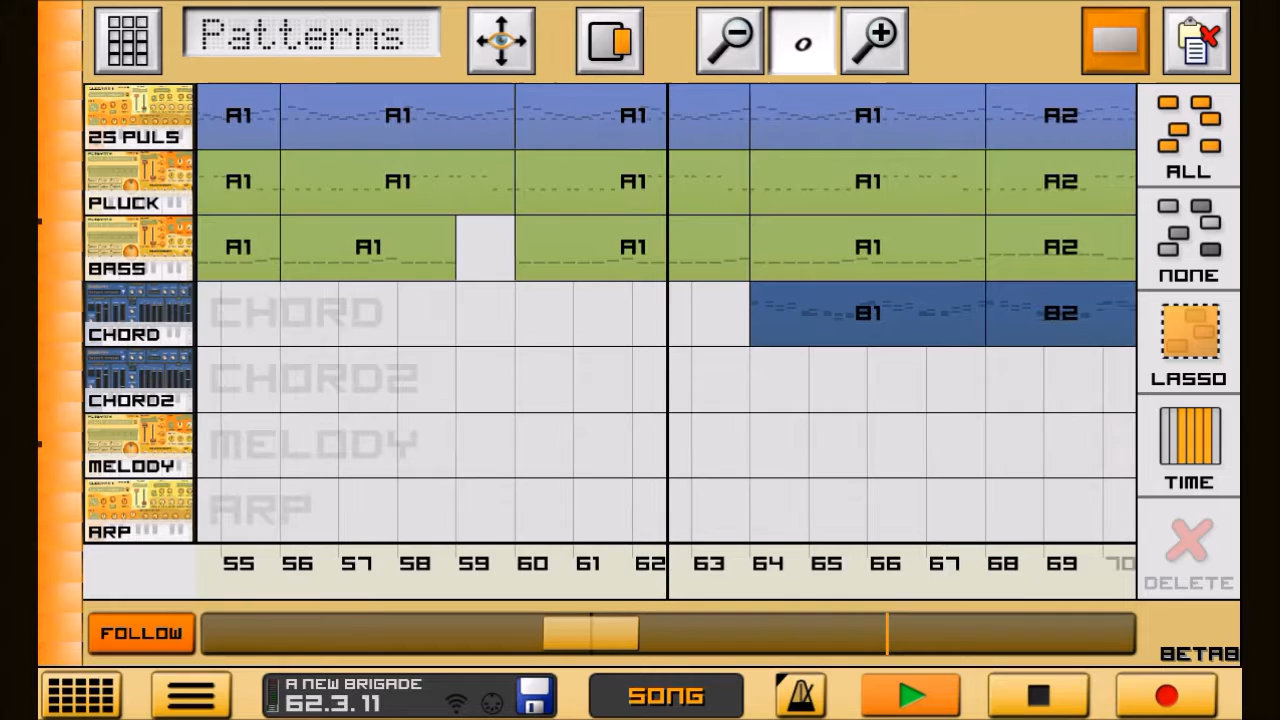 Patterns
o
25 PULS A1 A1 A1 A1 A2
ALL
PLUCK A1 A1 A1 A1 A2
BASS A1 A1 A1 A1 A2
NONE
CHORD CHORD B1 B2
LASSO
CHORD2 CHORD2
MELODY MELODY
TIME
ARP ARP
55 56 57 58 59 60 61 62 63 64 65 66 67 68 69 70
DELETE
FOLLOW
BETA8
A NEW BRIGADE
62.3.11
SONG